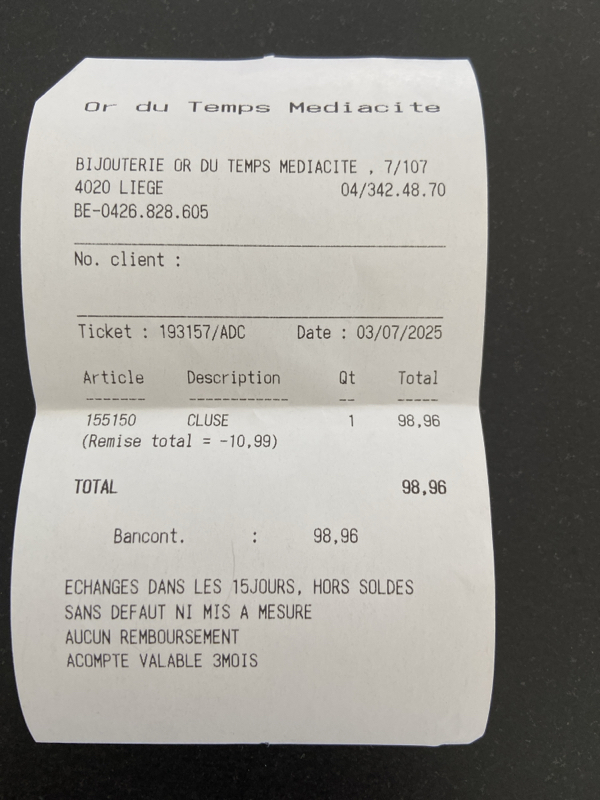 Or du Temps Mediacite
BIJOUTERIE OR DU TEMPS MEDIACITE , 7/107
4020 LIEGE 04/342.48.70
BE-0426.828.605
No. client :
Ticket : 193157/ADC Date : 03/07/2025
Article Description Qt Total
------- ------------ -- -----
155150 CLUSE 1 98,96
(Remise total = -10,99)
TOTAL 98,96
Bancont. : 98,96
ECHANGES DANS LES 15JOURS, HORS SOLDES
SANS DEFAUT NI MIS A MESURE
AUCUN REMBOURSEMENT
ACOMPTE VALABLE 3MOIS